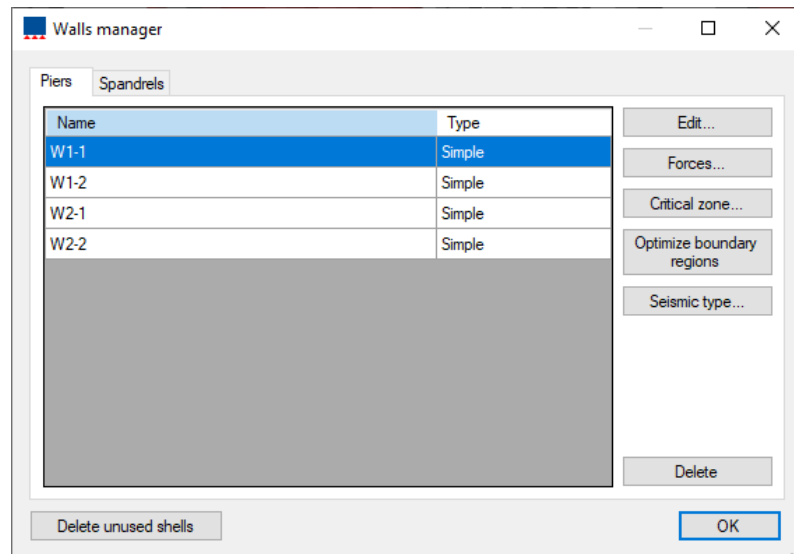 Walls manager
Piers
Spandrels
Name Type
W1-1 Simple
W1-2 Simple
W2-1 Simple
W2-2 Simple
Edit...
Forces...
Critical zone...
Optimize boundary
regions
Seismic type...
Delete
Delete unused shells
OK